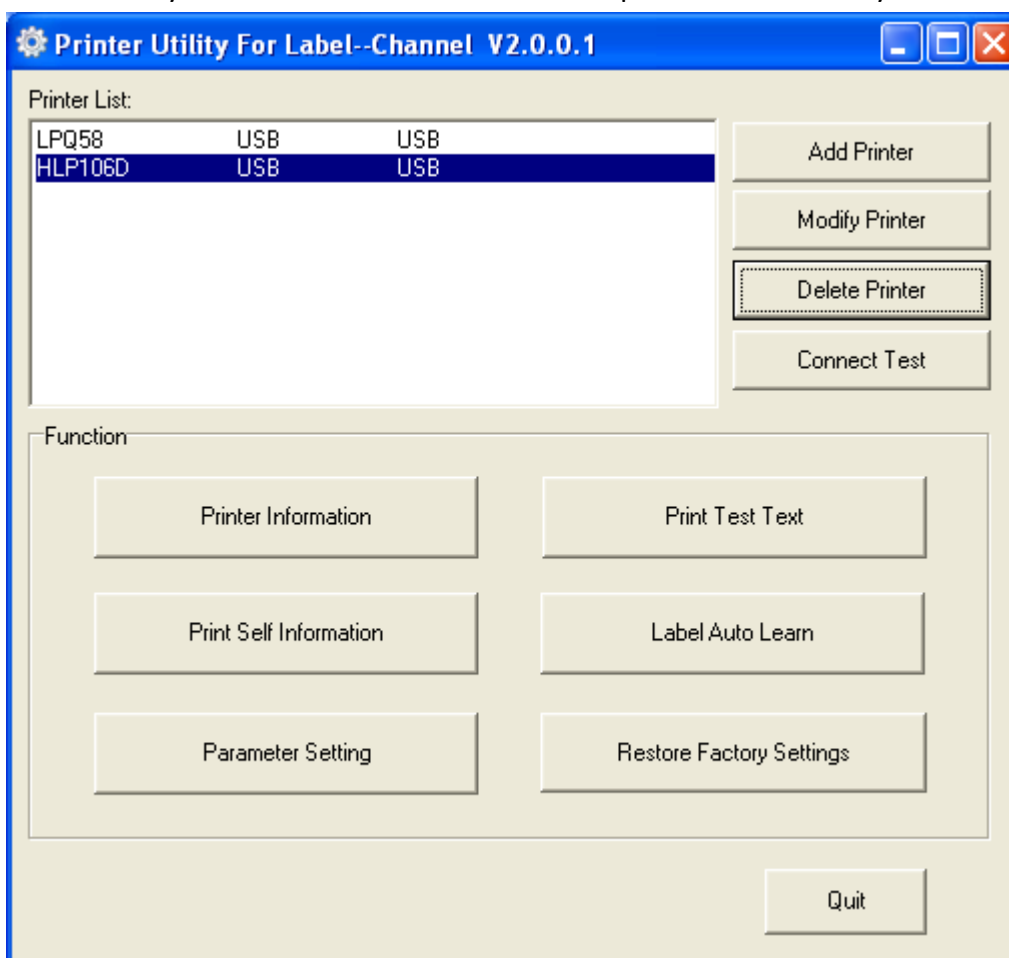 Printer Utility For Label--Channel V2.0.0.1
Printer List:
LPQ58 USB USB
HLP106D USB USB
Add Printer
Modify Printer
Delete Printer
Connect Test
Function
Printer Information
Print Test Text
Print Self Information
Label Auto Learn
Parameter Setting
Restore Factory Settings
Quit